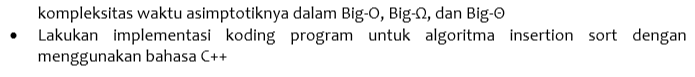 kompleksitas waktu asimptotiknya dalam Big-O, Big-Ω, dan Big-Θ
• Lakukan implementasi koding program untuk algoritma insertion sort dengan
menggunakan bahasa C++